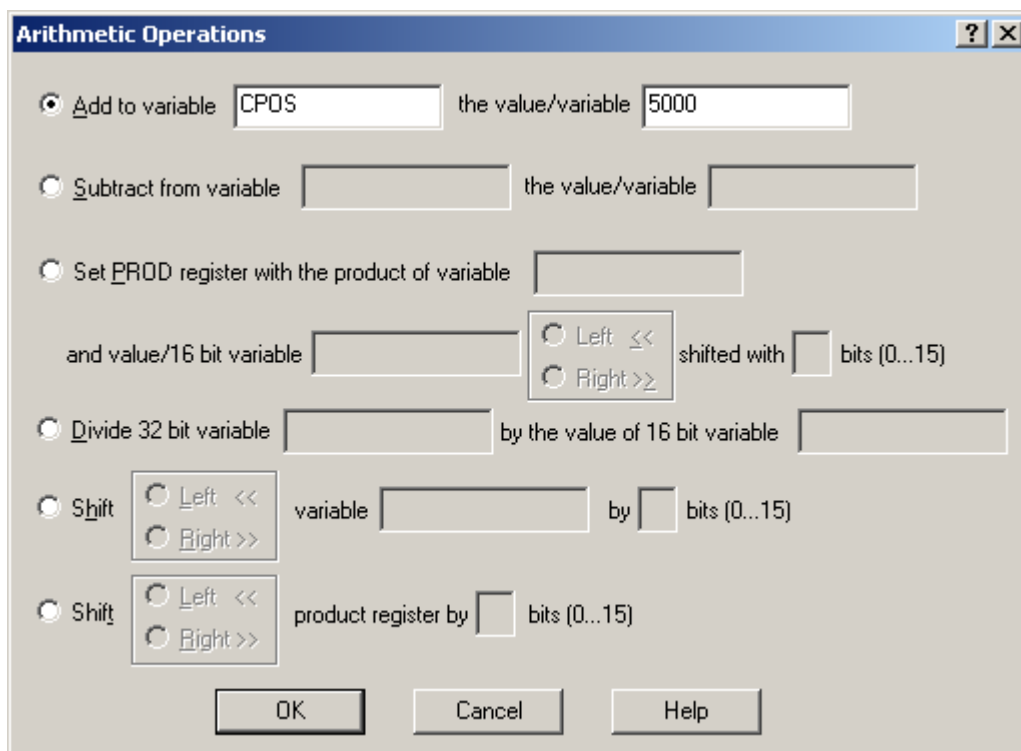 Arithmetic Operations
Add to variable CPOS the value/variable 5000
Subtract from variable the value/variable
Set PROD register with the product of variable
and value/16 bit variable Left << shifted with bits (0...15)
Right >>
Divide 32 bit variable by the value of 16 bit variable
Shift Left << variable by bits (0...15)
Right >>
Shift Left << product register by bits (0...15)
Right >>
OK Cancel Help